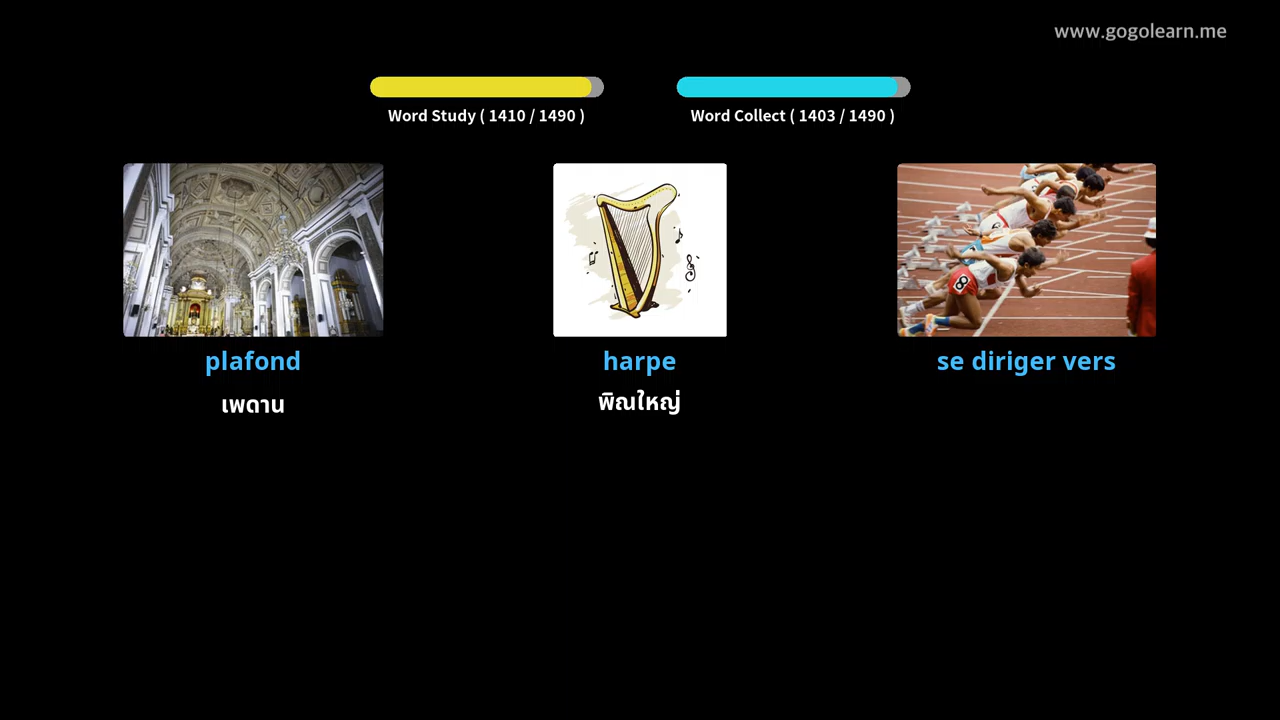 www.gogolearn.me
Word Study ( 1410 / 1490 )
Word Collect ( 1403 / 1490 )
plafond
harpe
se diriger vers
เพดาน
พิณใหญ่